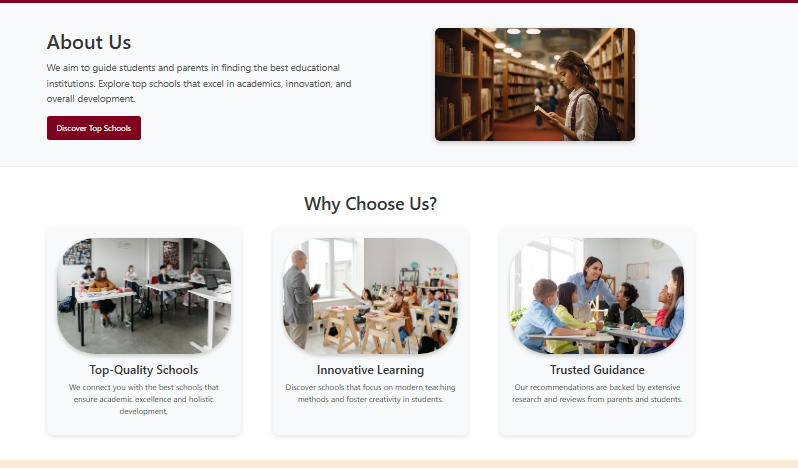 About Us
We aim to guide students and parents in finding the best educational
institutions. Explore top schools that excel in academics, innovation, and
overall development.
Discover Top Schools
Why Choose Us?
Top-Quality Schools
We connect you with the best schools that
ensure academic excellence and holistic
development.
Innovative Learning
Discover schools that focus on modern teaching
methods and foster creativity in students.
Trusted Guidance
Our recommendations are backed by extensive
research and reviews from parents and students.